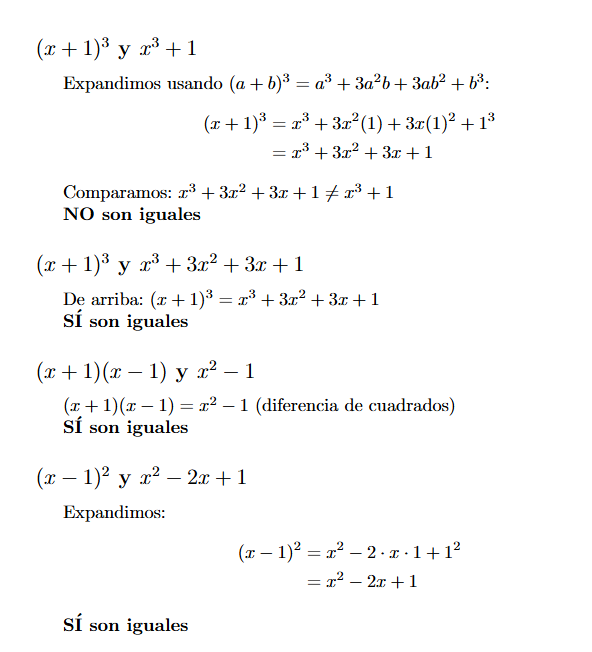 (x + 1)³ y x³ + 1
Expandimos usando (a + b)³ = a³ + 3a²b + 3ab² + b³:
(x + 1)³ = x³ + 3x²(1) + 3x(1)² + 1³
= x³ + 3x² + 3x + 1
Comparamos: x³ + 3x² + 3x + 1 ≠ x³ + 1
NO son iguales
(x + 1)³ y x³ + 3x² + 3x + 1
De arriba: (x + 1)³ = x³ + 3x² + 3x + 1
SÍ son iguales
(x + 1)(x − 1) y x² − 1
(x + 1)(x − 1) = x² − 1 (diferencia de cuadrados)
SÍ son iguales
(x − 1)² y x² − 2x + 1
Expandimos:
(x − 1)² = x² − 2 · x · 1 + 1²
= x² − 2x + 1
SÍ son iguales